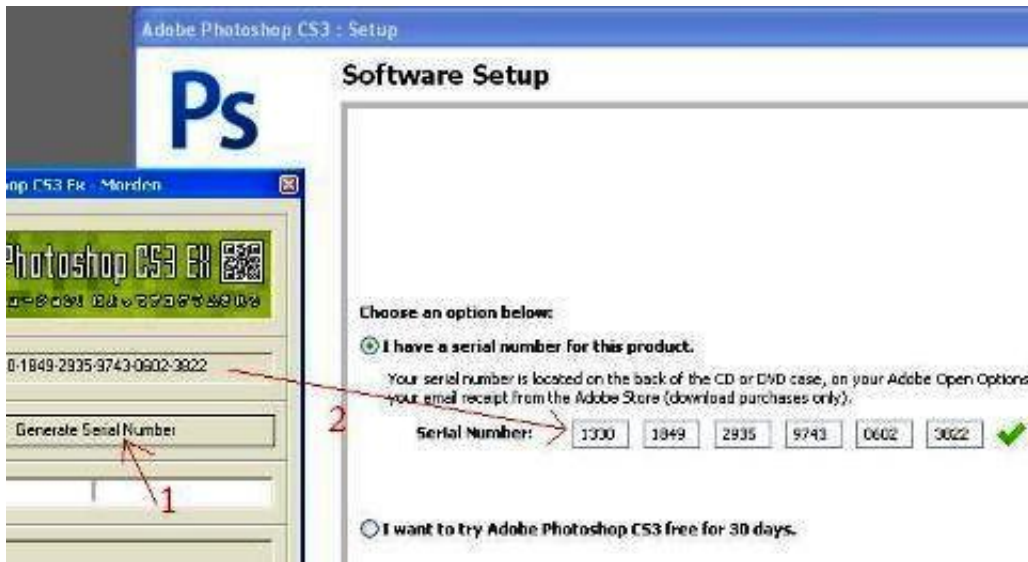 Adobe Photoshop CS3 : Setup
Ps
Software Setup
op CS3 Ex - Morden
Photoshop CS3 EX
Choose an option below:
I have a serial number for this product.
0-1849-2935-9743-0602-3822
Your serial number is located on the back of the CD or DVD case, on your Adobe Open Options
your email receipt from the Adobe Store (download purchases only).
2
Generate Serial Number
Serial Number: 1330 1849 2935 9743 0602 3822
1
I want to try Adobe Photoshop CS3 free for 30 days.